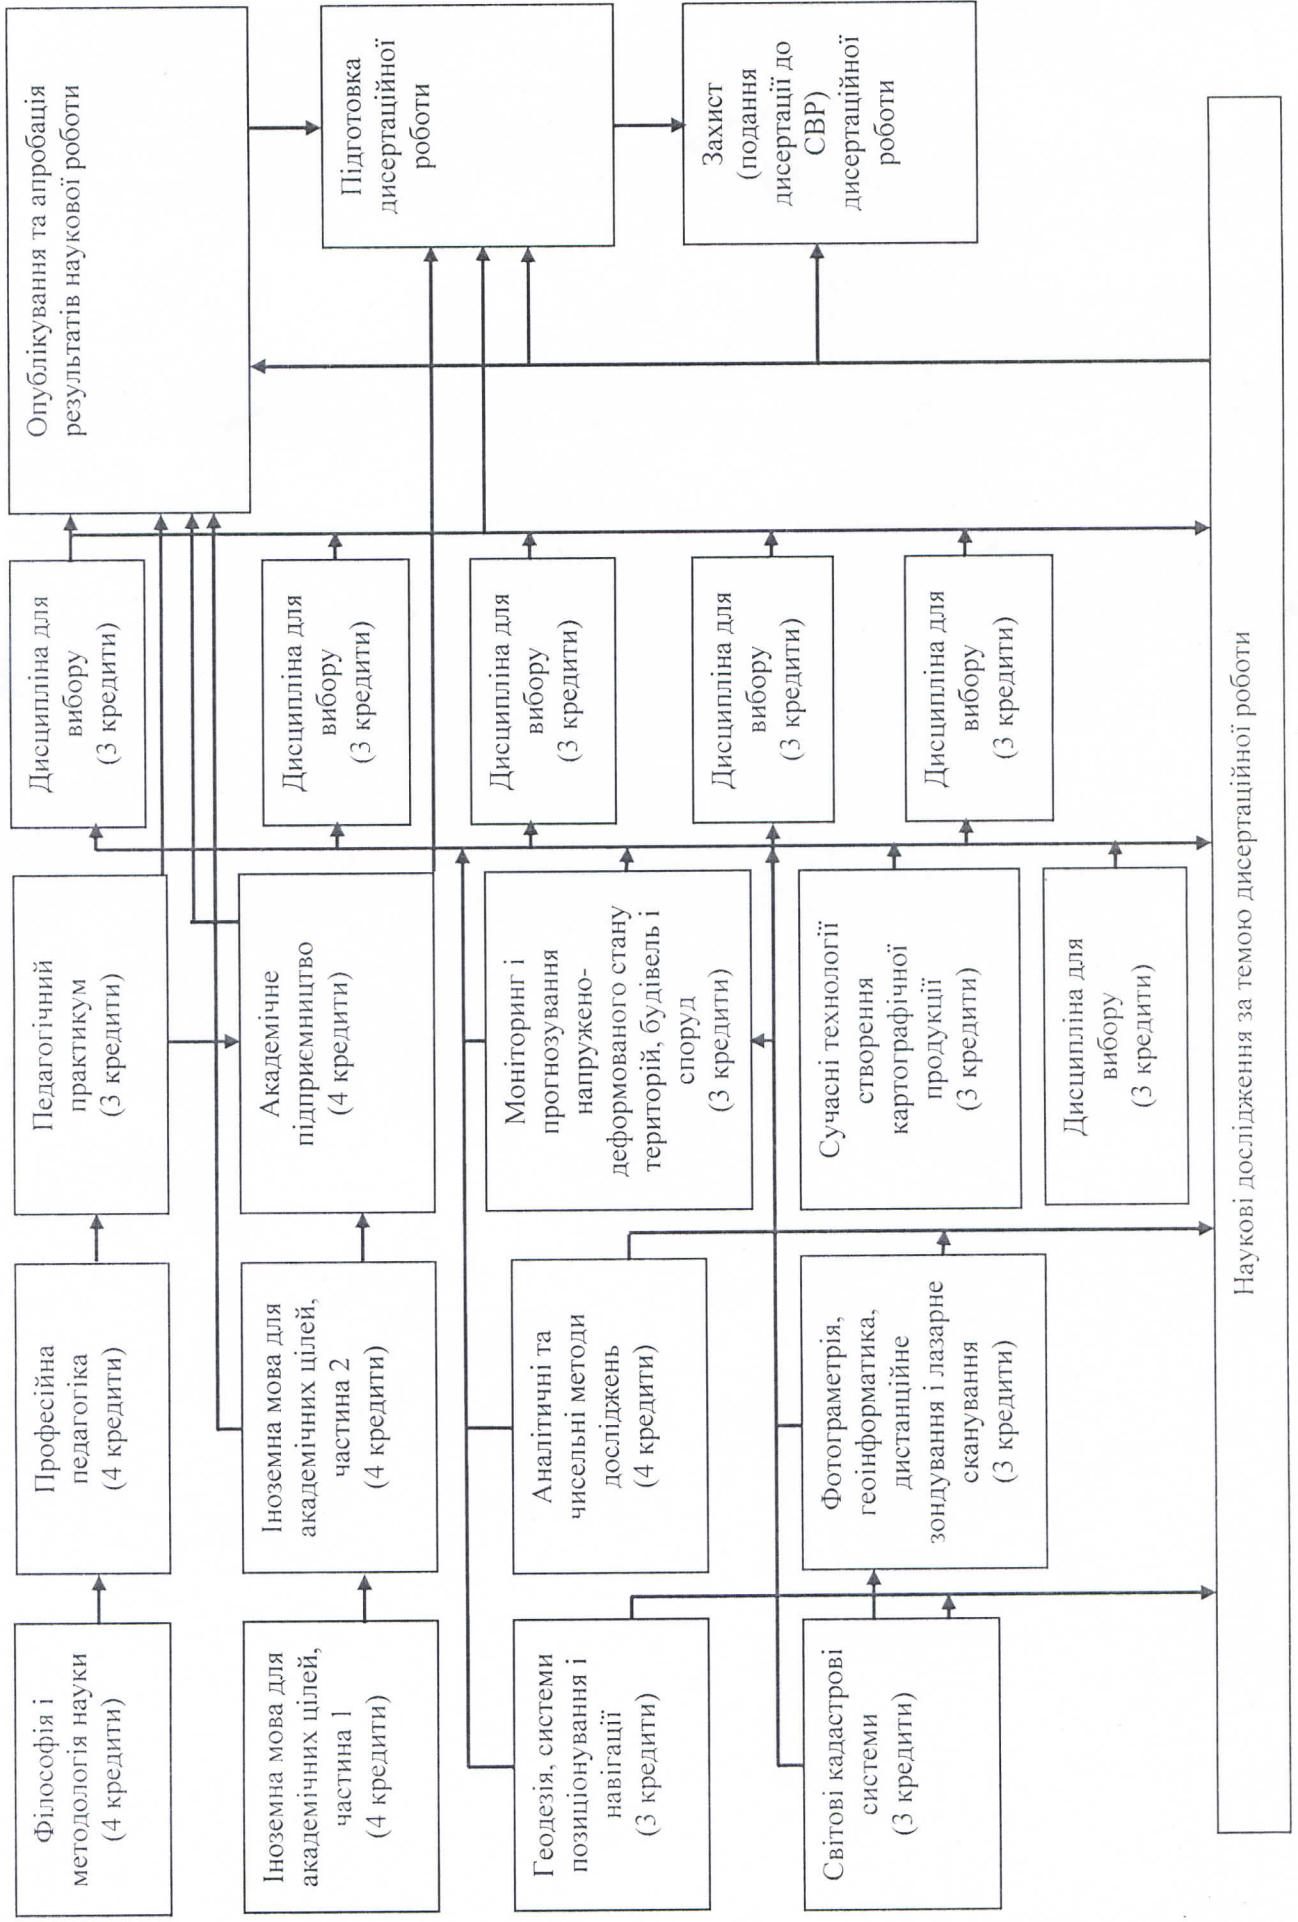 Філософія і
методологія науки
(4 кредити)
Іноземна мова для
академічних цілей,
частина 1
(4 кредити)
Геодезія, системи
позиціонування і
навігації
(3 кредити)
Світові кадастрові
системи
(3 кредити)
Професійна
педагогіка
(4 кредити)
Іноземна мова для
академічних цілей,
частина 2
(4 кредити)
Аналітичні та
чисельні методи
досліджень
(4 кредити)
Фотограметрія,
геоінформатика,
дистанційне
зондування і лазарне
сканування
(3 кредити)
Педагогічний
практикум
(3 кредити)
Академічне
підприємництво
(4 кредити)
Моніторинг і
прогнозування
напружено-
деформованого стану
територій, будівель і
споруд
(3 кредити)
Сучасні технології
створення
картографічної
продукції
(3 кредити)
Дисципліна для
вибору
(3 кредити)
Дисципліна для
вибору
(3 кредити)
Дисципліна для
вибору
(3 кредити)
Дисципліна для
вибору
(3 кредити)
Дисципліна для
вибору
(3 кредити)
Дисципліна для
вибору
(3 кредити)
Опублікування та апробація
результатів наукової роботи
Підготовка
дисертаційної
роботи
Захист
(подання
дисертації до
СВР)
дисертаційної
роботи
Наукові дослідження за темою дисертаційної роботи